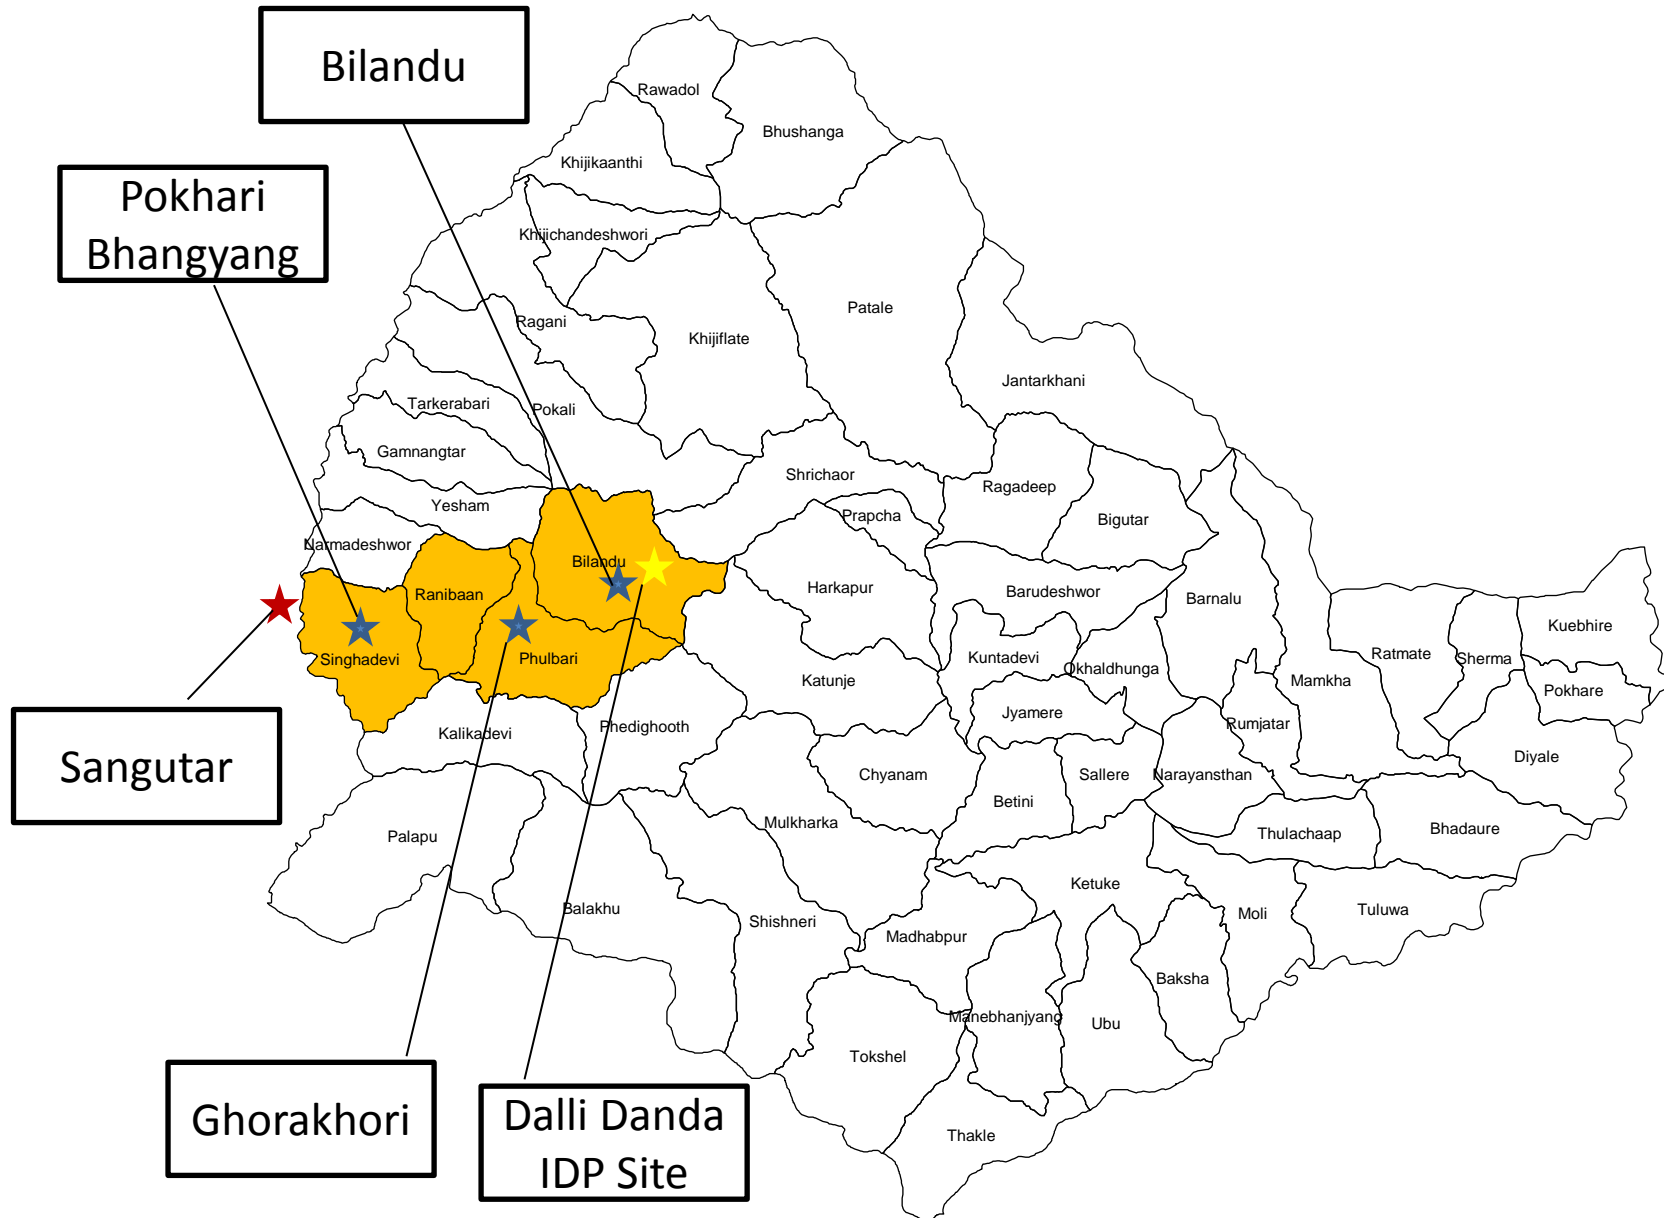 Bilandu
Rawadol
Bhushanga
Khijikaanthi
Pokhari
Bhangyang
Khijichandeshwori
Patale
Ragani
Khijiflate
Jantarkhani
Tarkerabari
Pokali
Gamnangtar
Shrichaor
Ragadeep
Yesham
Prapcha
Bigutar
Narmadeshwor
Bilandu
Harkapur
Barudeshwor
Ranibaan
Barnalu
Kuebhire
Singhadevi
Phulbari
Kuntadevi
Okhaldhunga
Ratmate
Sherma
Katunje
Mamkha
Pokhare
Jyamere
Rumjatar
Kalikadevi
Phedighooth
Sangutar
Chyanam
Sallere
Narayansthan
Diyale
Betini
Mulkharka
Palapu
Thulachaap
Bhadaure
Ketuke
Balakhu
Shishneri
Moli
Tuluwa
Madhabpur
Baksha
Manebhanjyang
Ubu
Tokshel
Ghorakhori
Dalli Danda
IDP Site
Thakle